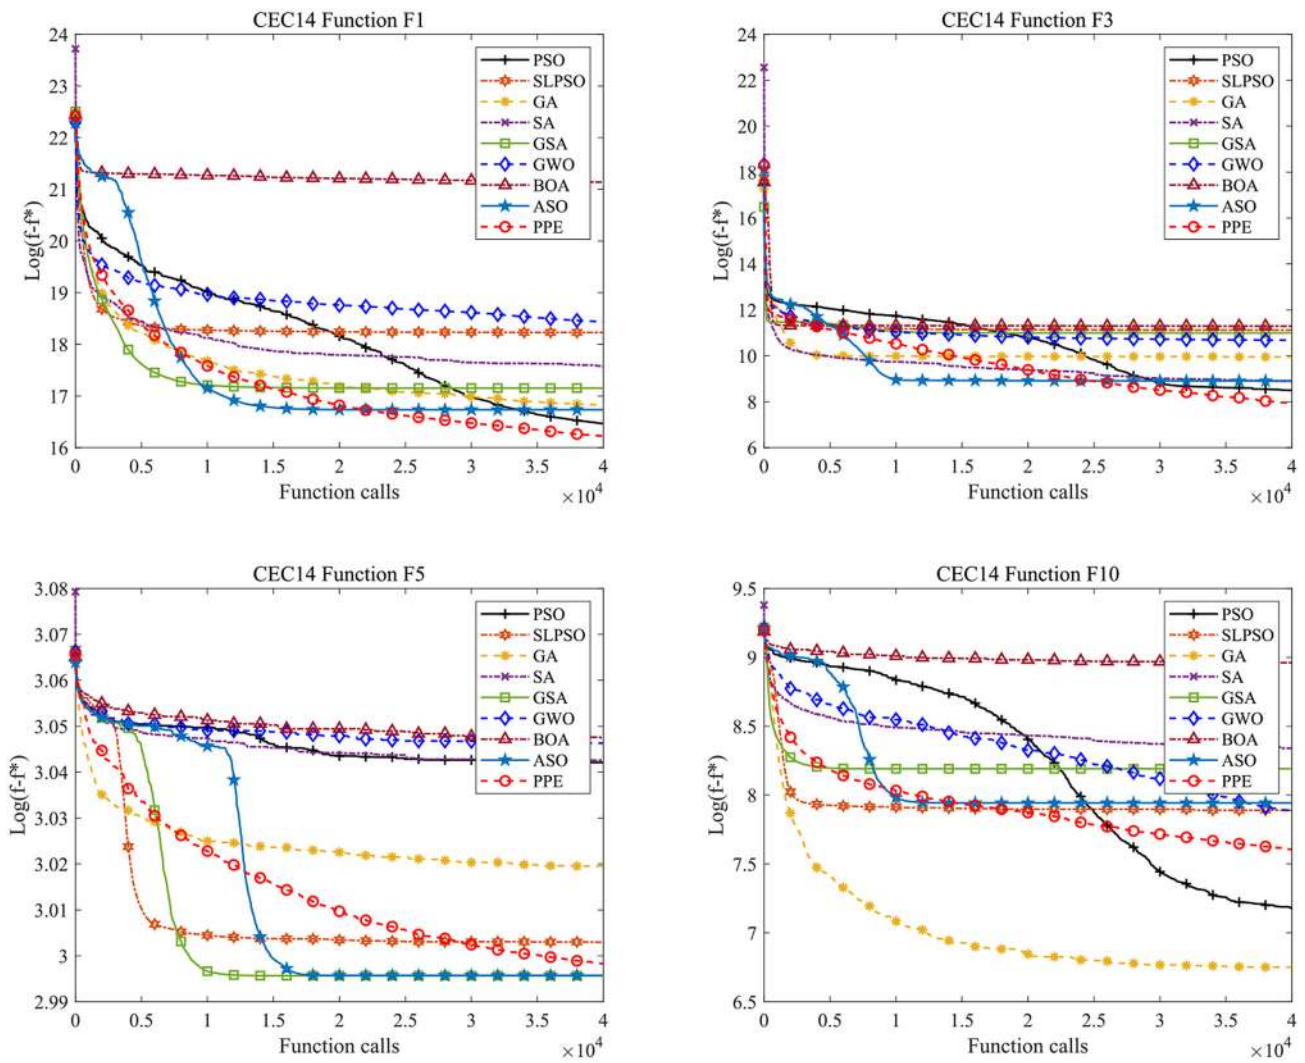 CEC14 Function F1
24
23
22
21
20
19
18
17
16
Log(f-f*)
0 0.5 1 1.5 2 2.5 3 3.5 4
Function calls
×10⁴
PSO
SLPSO
GA
SA
GSA
GWO
BOA
ASO
PPE
CEC14 Function F3
24
22
20
18
16
14
12
10
8
6
Log(f-f*)
0 0.5 1 1.5 2 2.5 3 3.5 4
Function calls
×10⁴
PSO
SLPSO
GA
SA
GSA
GWO
BOA
ASO
PPE
CEC14 Function F5
3.08
3.07
3.06
3.05
3.04
3.03
3.02
3.01
3
2.99
Log(f-f*)
0 0.5 1 1.5 2 2.5 3 3.5 4
Function calls
×10⁴
PSO
SLPSO
GA
SA
GSA
GWO
BOA
ASO
PPE
CEC14 Function F10
9.5
9
8.5
8
7.5
7
6.5
Log(f-f*)
0 0.5 1 1.5 2 2.5 3 3.5 4
Function calls
×10⁴
PSO
SLPSO
GA
SA
GSA
GWO
BOA
ASO
PPE